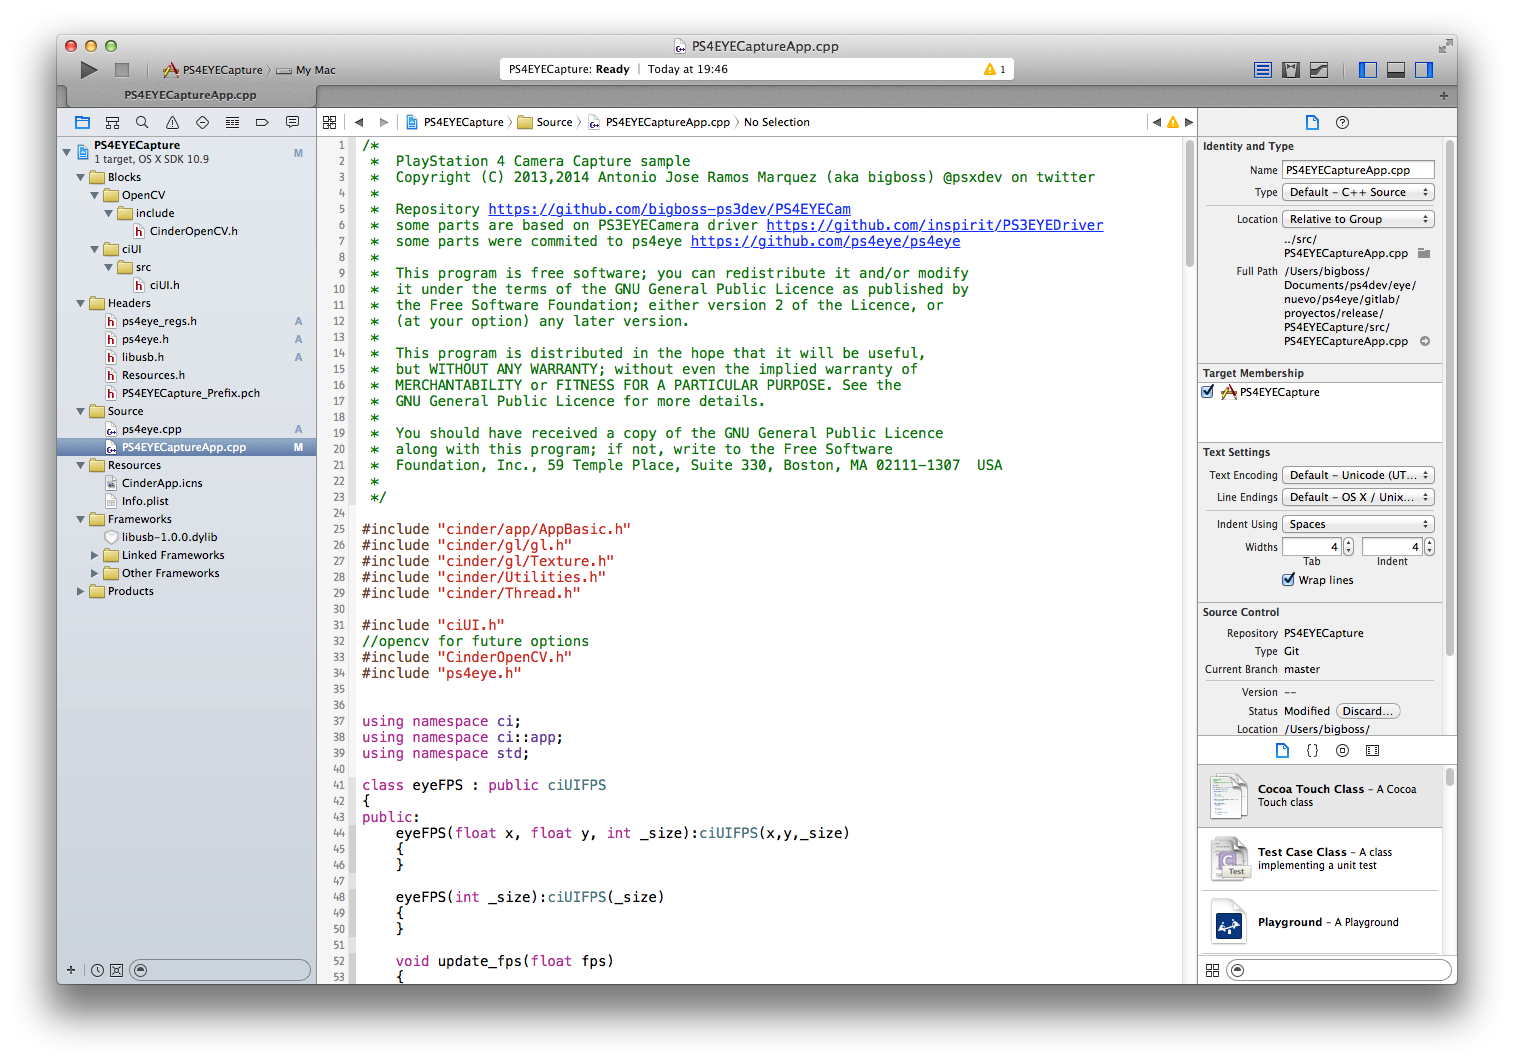 PS4EYECaptureApp.cpp
PS4EYECapture 〉 My Mac
PS4EYECapture: Ready | Today at 19:46
1
PS4EYECaptureApp.cpp
PS4EYECapture
1 target, OS X SDK 10.9
M
Blocks
OpenCV
include
CinderOpenCV.h
ciUI
src
ciUI.h
Headers
ps4eye_regs.h A
ps4eye.h A
libusb.h A
Resources.h
PS4EYECapture_Prefix.pch
Source
ps4eye.cpp A
PS4EYECaptureApp.cpp M
Resources
CinderApp.icns
Info.plist
Frameworks
libusb-1.0.0.dylib
Linked Frameworks
Other Frameworks
Products
PS4EYECapture 〉 Source 〉 PS4EYECaptureApp.cpp 〉 No Selection
1 /*
2 * PlayStation 4 Camera Capture sample
3 * Copyright (C) 2013,2014 Antonio Jose Ramos Marquez (aka bigboss) @psxdev on twitter
4 *
5 * Repository https://github.com/bigboss-ps3dev/PS4EYECam
6 * some parts are based on PS3EYECamera driver https://github.com/inspirit/PS3EYEDriver
7 * some parts were commited to ps4eye https://github.com/ps4eye/ps4eye
8 *
9 * This program is free software; you can redistribute it and/or modify
10 * it under the terms of the GNU General Public Licence as published by
11 * the Free Software Foundation; either version 2 of the Licence, or
12 * (at your option) any later version.
13 *
14 * This program is distributed in the hope that it will be useful,
15 * but WITHOUT ANY WARRANTY; without even the implied warranty of
16 * MERCHANTABILITY or FITNESS FOR A PARTICULAR PURPOSE. See the
17 * GNU General Public Licence for more details.
18 *
19 * You should have received a copy of the GNU General Public Licence
20 * along with this program; if not, write to the Free Software
21 * Foundation, Inc., 59 Temple Place, Suite 330, Boston, MA 02111-1307  USA
22 *
23 */
24
25 #include "cinder/app/AppBasic.h"
26 #include "cinder/gl/gl.h"
27 #include "cinder/gl/Texture.h"
28 #include "cinder/Utilities.h"
29 #include "cinder/Thread.h"
30
31 #include "ciUI.h"
32 //opencv for future options
33 #include "CinderOpenCV.h"
34 #include "ps4eye.h"
35
36
37 using namespace ci;
38 using namespace ci::app;
39 using namespace std;
40
41 class eyeFPS : public ciUIFPS
42 {
43 public:
44 eyeFPS(float x, float y, int _size):ciUIFPS(x,y,_size)
45 {
46 }
47
48 eyeFPS(int _size):ciUIFPS(_size)
49 {
50 }
51
52 void update_fps(float fps)
53 {
Identity and Type
Name PS4EYECaptureApp.cpp
Type Default - C++ Source
Location Relative to Group
../src/
PS4EYECaptureApp.cpp
Full Path /Users/bigboss/
Documents/ps4dev/eye/
nuevo/ps4eye/gitlab/
proyectos/release/
PS4EYECapture/src/
PS4EYECaptureApp.cpp
Target Membership
PS4EYECapture
Text Settings
Text Encoding Default - Unicode (UT...
Line Endings Default - OS X / Unix...
Indent Using Spaces
Widths 4 4
Tab Indent
Wrap lines
Source Control
Repository PS4EYECapture
Type Git
Current Branch master
Version --
Status Modified Discard...
Location /Users/bigboss/
{}
Cocoa Touch Class - A Cocoa
Touch class
Test Case Class - A class
implementing a unit test
C
Test
Playground - A Playground